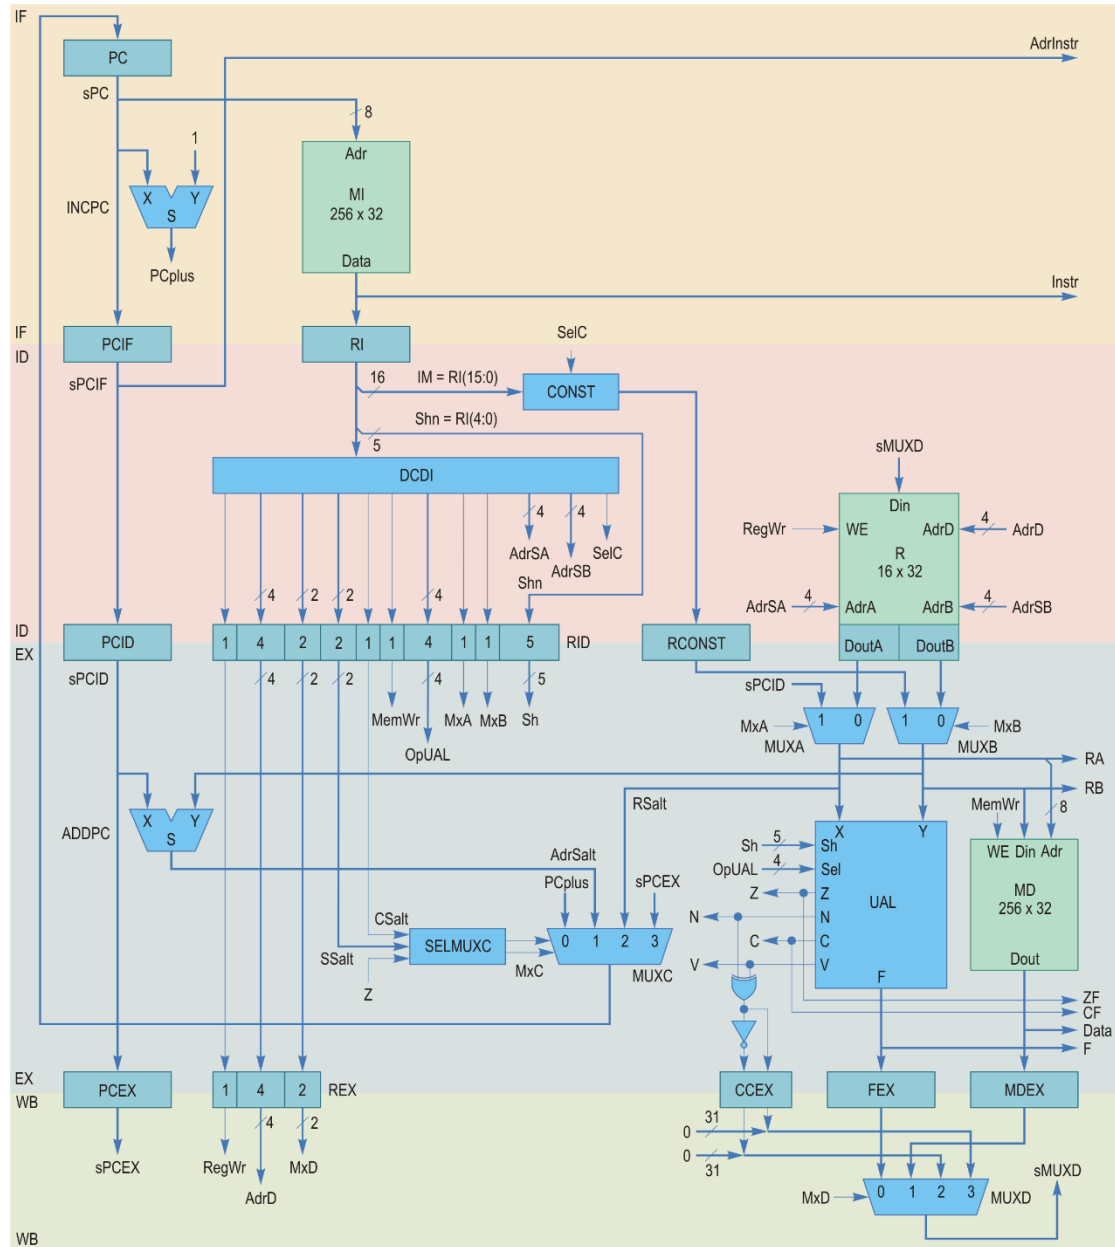 IF
PC
AdrInstr
sPC
8
1
Adr
X Y
MI
INCPC
S
256 x 32
PCplus
Data
Instr
IF
PCIF
RI
SelC
ID
sPCIF
16
IM = RI(15:0)
CONST
Shn = RI(4:0)
5
sMUXD
DCDI
Din
RegWr
WE
AdrD
4
AdrD
4
4
R
AdrSA
SelC
16 x 32
AdrSB
Shn
4
2
2
4
AdrSA
4
AdrA
AdrB
4
AdrSB
ID
PCID
1 4 2 2 1 1 4 1 1 5
RID
RCONST
DoutA
DoutB
EX
sPCID
4
2
2
4
5
sPCID
MemWr
MxA
MxB
Sh
MxA
1 0
1 0
MxB
OpUAL
MUXA
MUXB
RA
RB
RSalt
MemWr
8
X Y
ADDPC
S
X Y
Sh
5
Sh
WE Din Adr
AdrSalt
OpUAL
4
Sel
PCplus
sPCEX
Z
Z
UAL
MD
256 x 32
CSalt
N
N
SELMUXC
0 1 2 3
C
C
SSalt
MxC
V
V
Dout
Z
MUXC
F
ZF
CF
Data
F
EX
PCEX
1 4 2
REX
CCEX
FEX
MDEX
WB
4
2
0
31
sPCEX
RegWr
MxD
0
31
sMUXD
AdrD
MxD
0 1 2 3
MUXD
WB